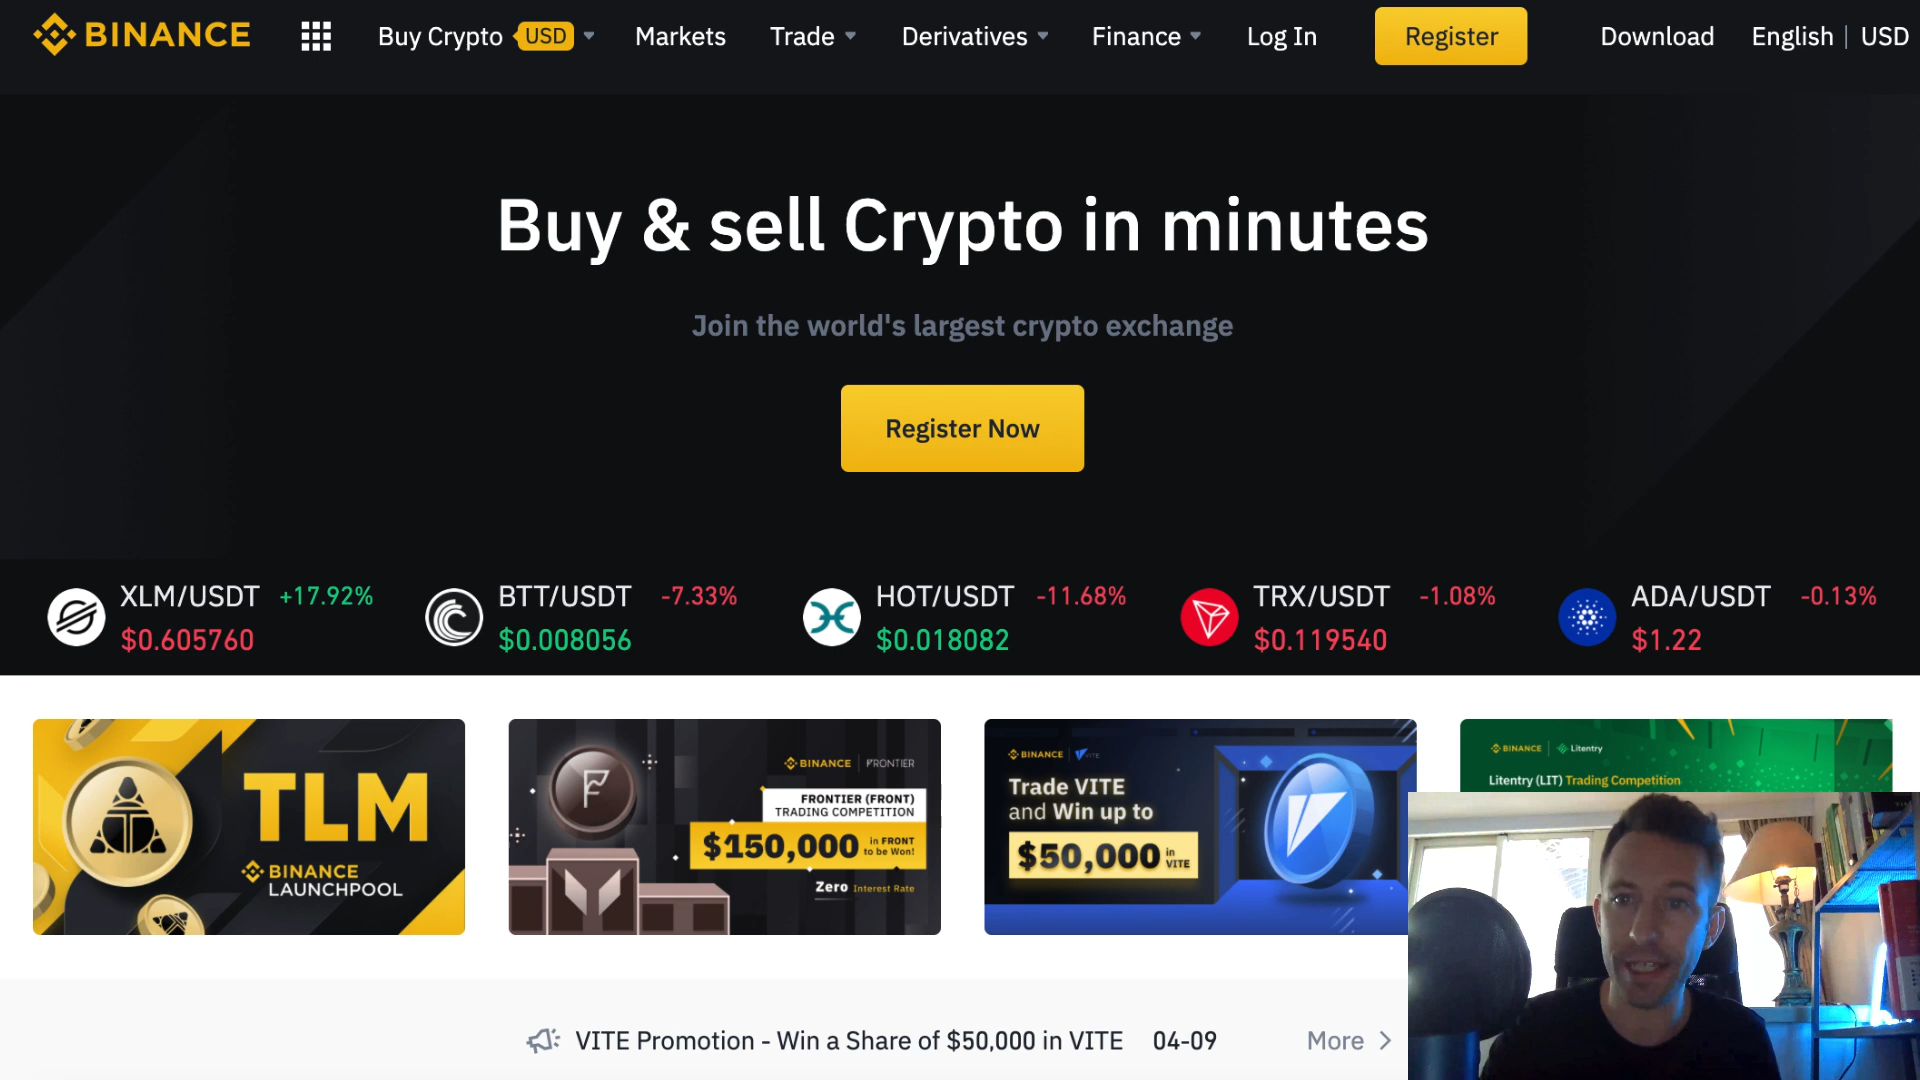 BINANCE
Buy Crypto USD
Markets
Trade
Derivatives
Finance
Log In
Register
Download
English | USD
Buy & sell Crypto in minutes
Join the world's largest crypto exchange
Register Now
XLM/USDT +17.92%
$0.605760
BTT/USDT -7.33%
$0.008056
HOT/USDT -11.68%
$0.018082
TRX/USDT -1.08%
$0.119540
ADA/USDT -0.13%
$1.22
TLM
BINANCE
LAUNCHPOOL
BINANCE | FRONTIER
FRONTIER (FRONT)
TRADING COMPETITION
$150,000 in FRONT
to be Won!
Zero Interest Rate
BINANCE | VITE
Trade VITE
and Win up to
$50,000 in
VITE
BINANCE | Litentry
Litentry (LIT) Trading Competition
VITE Promotion - Win a Share of $50,000 in VITE 04-09
More